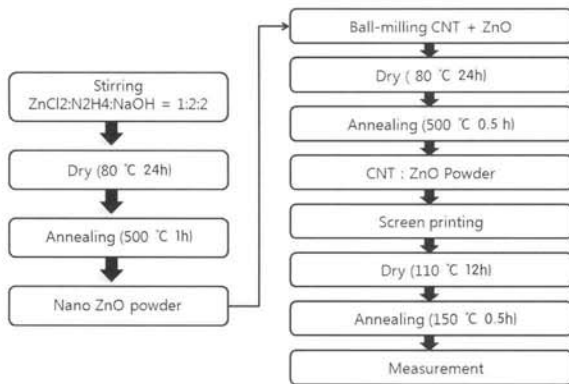 Stirring
ZnCl2:N2H4:NaOH = 1:2:2
Dry (80 ℃ 24h)
Annealing (500 ℃ 1h)
Nano ZnO powder
Ball-milling CNT + ZnO
Dry ( 80 ℃ 24h)
Annealing (500 ℃ 0.5 h)
CNT : ZnO Powder
Screen printing
Dry (110 ℃ 12h)
Annealing (150 ℃ 0.5h)
Measurement